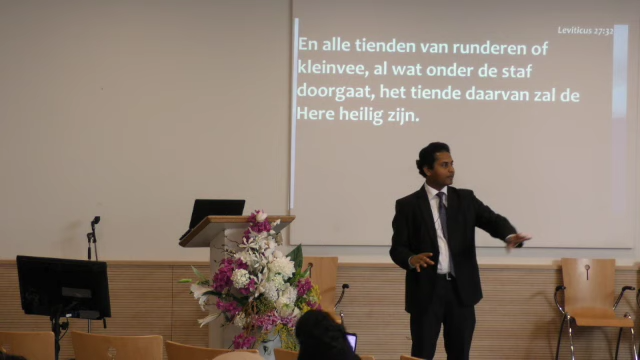 Leviticus 27:32
En alle tienden van runderen of
kleinvee, al wat onder de staf
doorgaat, het tiende daarvan zal de
Here heilig zijn.